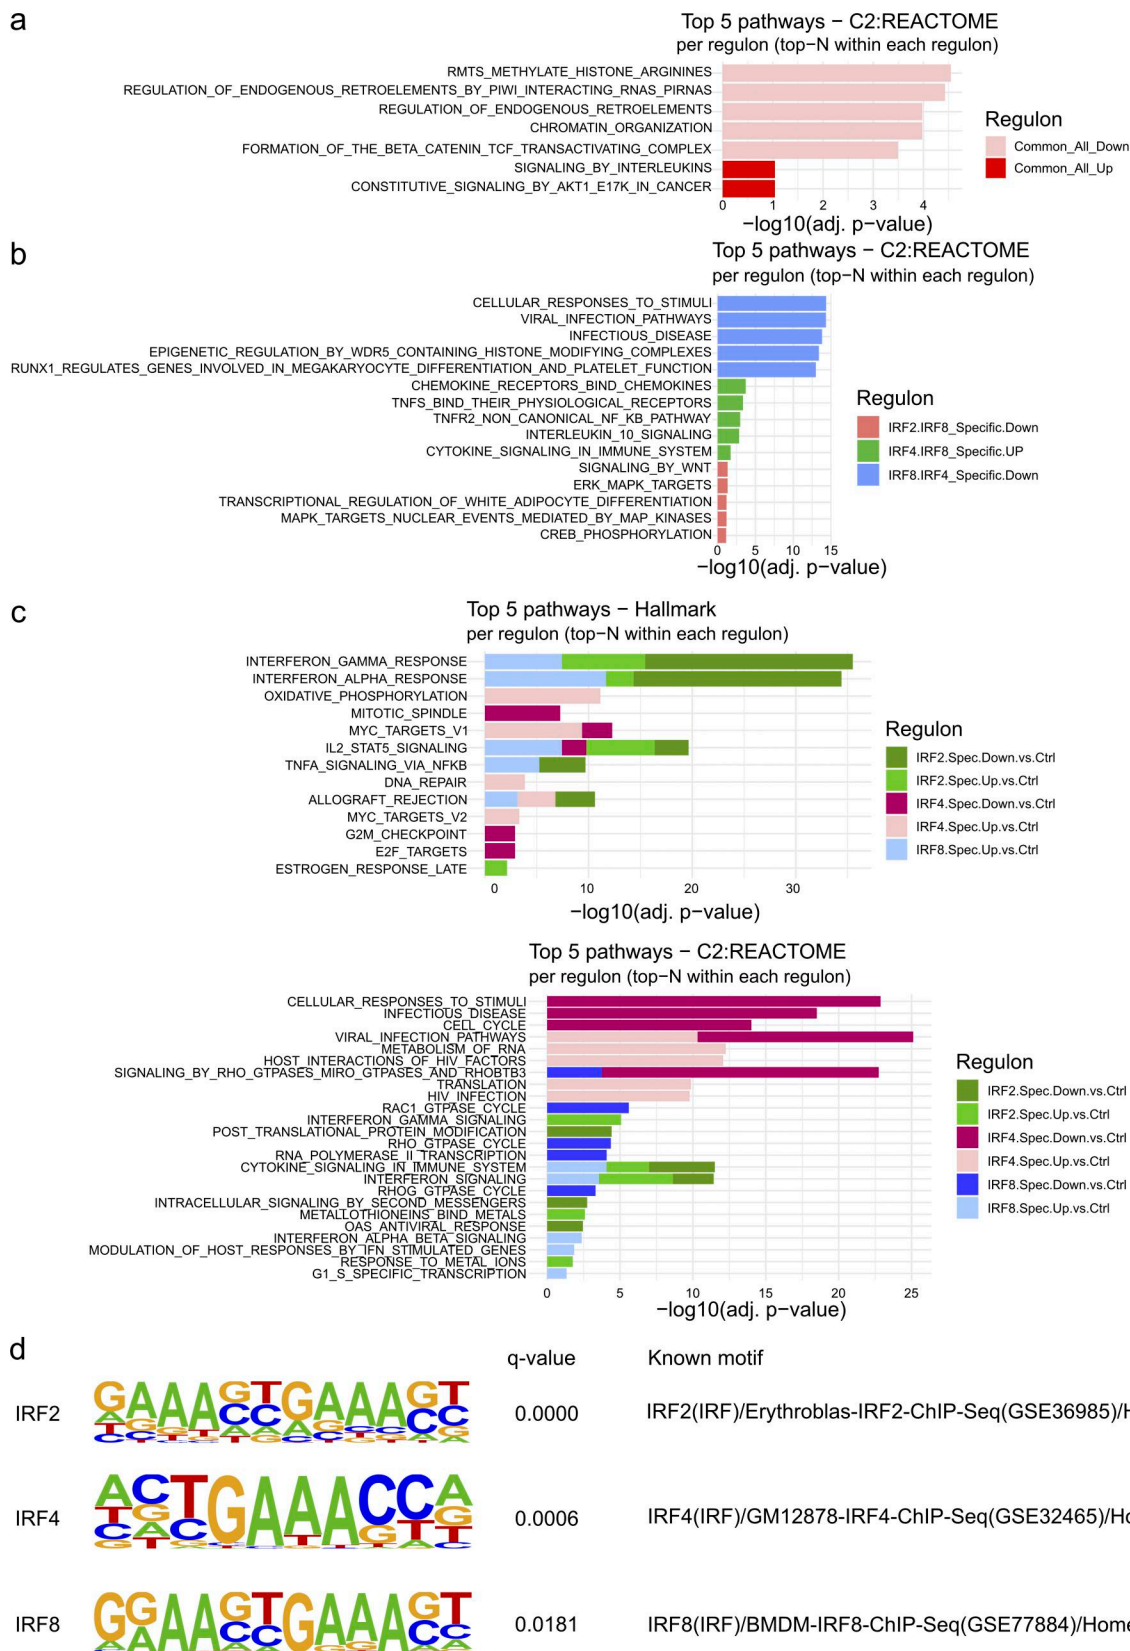 a
Top 5 pathways − C2:REACTOME
per regulon (top−N within each regulon)
RMTS_METHYLATE_HISTONE_ARGININES
REGULATION_OF_ENDOGENOUS_RETROELEMENTS_BY_PIWI_INTERACTING_RNAS_PIRNAS
REGULATION_OF_ENDOGENOUS_RETROELEMENTS
CHROMATIN_ORGANIZATION
FORMATION_OF_THE_BETA_CATENIN_TCF_TRANSACTIVATING_COMPLEX
SIGNALING_BY_INTERLEUKINS
CONSTITUTIVE_SIGNALING_BY_AKT1_E17K_IN_CANCER
0 1 2 3 4
−log10(adj. p−value)
Regulon
Common_All_Down
Common_All_Up
b
Top 5 pathways − C2:REACTOME
per regulon (top−N within each regulon)
CELLULAR_RESPONSES_TO_STIMULI
VIRAL_INFECTION_PATHWAYS
INFECTIOUS_DISEASE
EPIGENETIC_REGULATION_BY_WDR5_CONTAINING_HISTONE_MODIFYING_COMPLEXES
RUNX1_REGULATES_GENES_INVOLVED_IN_MEGAKARYOCYTE_DIFFERENTIATION_AND_PLATELET_FUNCTION
CHEMOKINE_RECEPTORS_BIND_CHEMOKINES
TNFS_BIND_THEIR_PHYSIOLOGICAL_RECEPTORS
TNFR2_NON_CANONICAL_NF_KB_PATHWAY
INTERLEUKIN_10_SIGNALING
CYTOKINE_SIGNALING_IN_IMMUNE_SYSTEM
SIGNALING_BY_WNT
ERK_MAPK_TARGETS
TRANSCRIPTIONAL_REGULATION_OF_WHITE_ADIPOCYTE_DIFFERENTIATION
MAPK_TARGETS_NUCLEAR_EVENTS_MEDIATED_BY_MAP_KINASES
CREB_PHOSPHORYLATION
0 5 10 15
−log10(adj. p−value)
Regulon
IRF2.IRF8_Specific.Down
IRF4.IRF8_Specific.UP
IRF8.IRF4_Specific.Down
c
Top 5 pathways − Hallmark
per regulon (top−N within each regulon)
INTERFERON_GAMMA_RESPONSE
INTERFERON_ALPHA_RESPONSE
OXIDATIVE_PHOSPHORYLATION
MITOTIC_SPINDLE
MYC_TARGETS_V1
IL2_STAT5_SIGNALING
TNFA_SIGNALING_VIA_NFKB
DNA_REPAIR
ALLOGRAFT_REJECTION
MYC_TARGETS_V2
G2M_CHECKPOINT
E2F_TARGETS
ESTROGEN_RESPONSE_LATE
0 10 20 30
−log10(adj. p−value)
Regulon
IRF2.Spec.Down.vs.Ctrl
IRF2.Spec.Up.vs.Ctrl
IRF4.Spec.Down.vs.Ctrl
IRF4.Spec.Up.vs.Ctrl
IRF8.Spec.Up.vs.Ctrl
Top 5 pathways − C2:REACTOME
per regulon (top−N within each regulon)
CELLULAR_RESPONSES_TO_STIMULI
INFECTIOUS_DISEASE
CELL_CYCLE
VIRAL_INFECTION_PATHWAYS
METABOLISM_OF_RNA
HOST_INTERACTIONS_OF_HIV_FACTORS
SIGNALING_BY_RHO_GTPASES_MIRO_GTPASES_AND_RHOBTB3
TRANSLATION
HIV_INFECTION
RAC1_GTPASE_CYCLE
INTERFERON_GAMMA_SIGNALING
POST_TRANSLATIONAL_PROTEIN_MODIFICATION
RHO_GTPASE_CYCLE
RNA_POLYMERASE_II_TRANSCRIPTION
CYTOKINE_SIGNALING_IN_IMMUNE_SYSTEM
INTERFERON_SIGNALING
RHOG_GTPASE_CYCLE
INTRACELLULAR_SIGNALING_BY_SECOND_MESSENGERS
METALLOTHIONEINS_BIND_METALS
OAS_ANTIVIRAL_RESPONSE
INTERFERON_ALPHA_BETA_SIGNALING
MODULATION_OF_HOST_RESPONSES_BY_IFN_STIMULATED_GENES
RESPONSE_TO_METAL_IONS
G1_S_SPECIFIC_TRANSCRIPTION
0 5 10 15 20 25
−log10(adj. p−value)
Regulon
IRF2.Spec.Down.vs.Ctrl
IRF2.Spec.Up.vs.Ctrl
IRF4.Spec.Down.vs.Ctrl
IRF4.Spec.Up.vs.Ctrl
IRF8.Spec.Down.vs.Ctrl
IRF8.Spec.Up.vs.Ctrl
d
q-value Known motif
IRF2 GAAAGTGAAAGT 0.0000 IRF2(IRF)/Erythroblas-IRF2-ChIP-Seq(GSE36985)/H
IRF4 ACTGAAACCA 0.0006 IRF4(IRF)/GM12878-IRF4-ChIP-Seq(GSE32465)/Ho
IRF8 GGAAGTGAAAGT 0.0181 IRF8(IRF)/BMDM-IRF8-ChIP-Seq(GSE77884)/Home